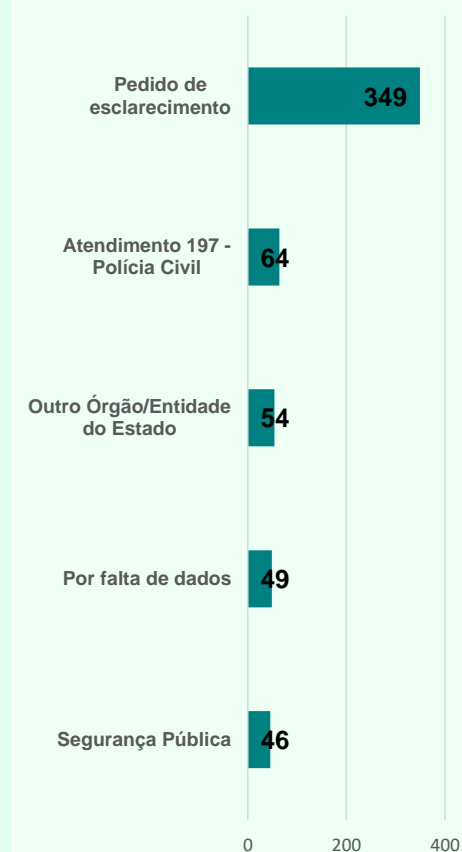 Pedido de
esclarecimento
349
Atendimento 197 -
Polícia Civil
64
Outro Órgão/Entidade
do Estado
54
Por falta de dados
49
Segurança Pública
46
0 200 400